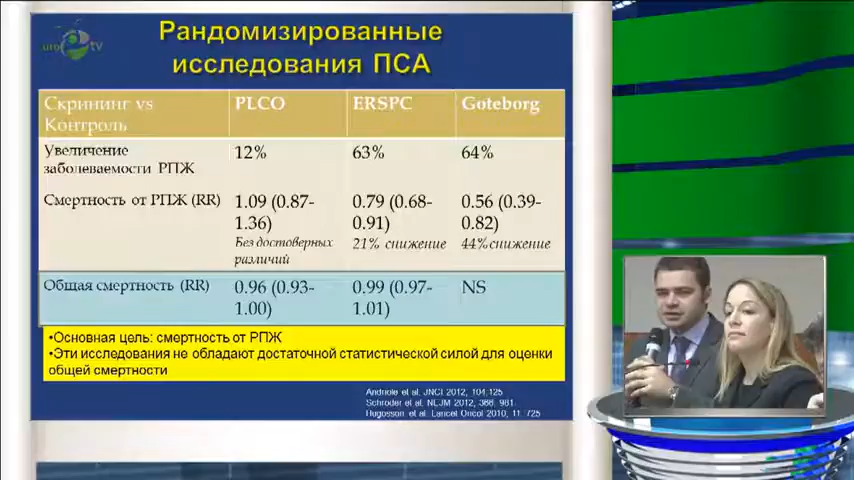 uro TV
Рандомизированные
исследования ПСА
Скрининг vs
Контроль
PLCO
ERSPC
Goteborg
Увеличение
заболеваемости РПЖ
12%
63%
64%
Смертность от РПЖ (RR)
1.09 (0.87-
1.36)
Без достоверных
различий
0.79 (0.68-
0.91)
21% снижение
0.56 (0.39-
0.82)
44% снижение
Общая смертность (RR)
0.96 (0.93-
1.00)
0.99 (0.97-
1.01)
NS
•Основная цель: смертность от РПЖ
•Эти исследования не обладают достаточной статистической силой для оценки
общей смертности
Andriole et al. JNCI 2012, 104;125
Schroder et al. NEJM 2012, 366: 981
Hugosson et al. Lancet Oncol 2010, 11: 725